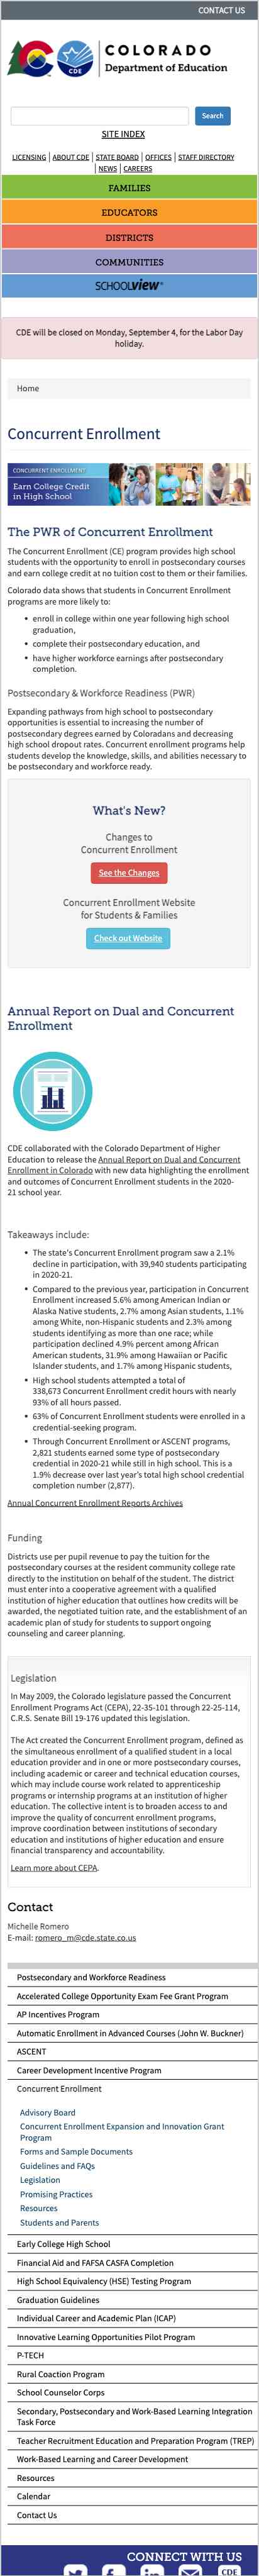 CONTACT US
COLORADO
Department of Education
CDE
Search
SITE INDEX
LICENSING | ABOUT CDE | STATE BOARD | OFFICES | STAFF DIRECTORY
| NEWS | CAREERS
FAMILIES
EDUCATORS
DISTRICTS
COMMUNITIES
SCHOOLVIEW®
CDE will be closed on Monday, September 4, for the Labor Day
holiday.
Home
Concurrent Enrollment
CONCURRENT ENROLLMENT
Earn College Credit
in High School
The PWR of Concurrent Enrollment
The Concurrent Enrollment (CE) program provides high school
students with the opportunity to enroll in postsecondary courses
and earn college credit at no tuition cost to them or their families.
Colorado data shows that students in Concurrent Enrollment
programs are more likely to:
• enroll in college within one year following high school
graduation,
• complete their postsecondary education, and
• have higher workforce earnings after postsecondary
completion.
Postsecondary & Workforce Readiness (PWR)
Expanding pathways from high school to postsecondary
opportunities is essential to increasing the number of
postsecondary degrees earned by Coloradans and decreasing
high school dropout rates. Concurrent enrollment programs help
students develop the knowledge, skills, and abilities necessary to
be postsecondary and workforce ready.
What's New?
Changes to
Concurrent Enrollment
See the Changes
Concurrent Enrollment Website
for Students & Families
Check out Website
Annual Report on Dual and Concurrent
Enrollment
CDE collaborated with the Colorado Department of Higher
Education to release the Annual Report on Dual and Concurrent
Enrollment in Colorado with new data highlighting the enrollment
and outcomes of Concurrent Enrollment students in the 2020-
21 school year.
Takeaways include:
• The state's Concurrent Enrollment program saw a 2.1%
decline in participation, with 39,940 students participating
in 2020-21.
• Compared to the previous year, participation in Concurrent
Enrollment increased 5.6% among American Indian or
Alaska Native students, 2.7% among Asian students, 1.1%
among White, non-Hispanic students and 2.3% among
students identifying as more than one race; while
participation declined 4.9% percent among African
American students, 31.9% among Hawaiian or Pacific
Islander students, and 1.7% among Hispanic students,
• High school students attempted a total of
338,673 Concurrent Enrollment credit hours with nearly
93% of all hours passed.
• 63% of Concurrent Enrollment students were enrolled in a
credential-seeking program.
• Through Concurrent Enrollment or ASCENT programs,
2,821 students earned some type of postsecondary
credential in 2020-21 while still in high school. This is a
1.9% decrease over last year's total high school credential
completion number (2,877).
Annual Concurrent Enrollment Reports Archives
Funding
Districts use per pupil revenue to pay the tuition for the
postsecondary courses at the resident community college rate
directly to the institution on behalf of the student. The district
must enter into a cooperative agreement with a qualified
institution of higher education that outlines how credits will be
awarded, the negotiated tuition rate, and the establishment of an
academic plan of study for students to support ongoing
counseling and career planning.
Legislation
In May 2009, the Colorado legislature passed the Concurrent
Enrollment Programs Act (CEPA), 22-35-101 through 22-25-114,
C.R.S. Senate Bill 19-176 updated this legislation.
The Act created the Concurrent Enrollment program, defined as
the simultaneous enrollment of a qualified student in a local
education provider and in one or more postsecondary courses,
including academic or career and technical education courses,
which may include course work related to apprenticeship
programs or internship programs at an institution of higher
education. The collective intent is to broaden access to and
improve the quality of concurrent enrollment programs,
improve coordination between institutions of secondary
education and institutions of higher education and ensure
financial transparency and accountability.
Learn more about CEPA.
Contact
Michelle Romero
E-mail: romero_m@cde.state.co.us
Postsecondary and Workforce Readiness
Accelerated College Opportunity Exam Fee Grant Program
AP Incentives Program
Automatic Enrollment in Advanced Courses (John W. Buckner)
ASCENT
Career Development Incentive Program
Concurrent Enrollment
Advisory Board
Concurrent Enrollment Expansion and Innovation Grant
Program
Forms and Sample Documents
Guidelines and FAQs
Legislation
Promising Practices
Resources
Students and Parents
Early College High School
Financial Aid and FAFSA CASFA Completion
High School Equivalency (HSE) Testing Program
Graduation Guidelines
Individual Career and Academic Plan (ICAP)
Innovative Learning Opportunities Pilot Program
P-TECH
Rural Coaction Program
School Counselor Corps
Secondary, Postsecondary and Work-Based Learning Integration
Task Force
Teacher Recruitment Education and Preparation Program (TREP)
Work-Based Learning and Career Development
Resources
Calendar
Contact Us
CONNECT WITH US
CDE